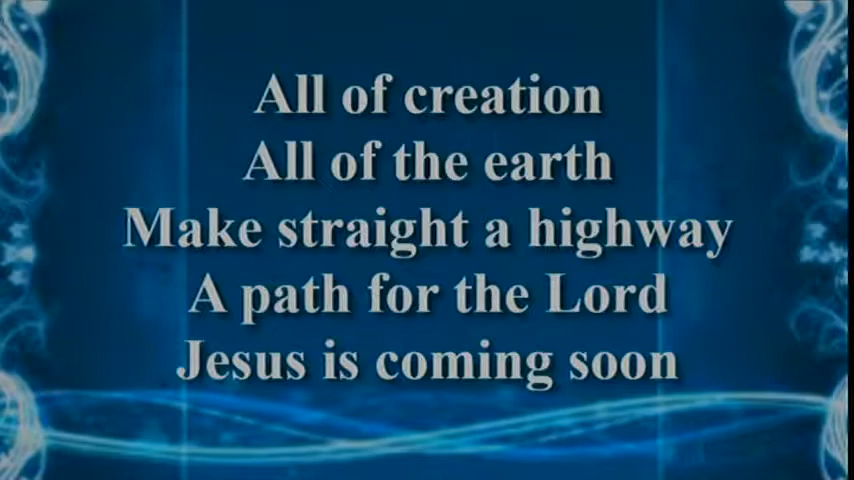 All of creation
All of the earth
Make straight a highway
A path for the Lord
Jesus is coming soon